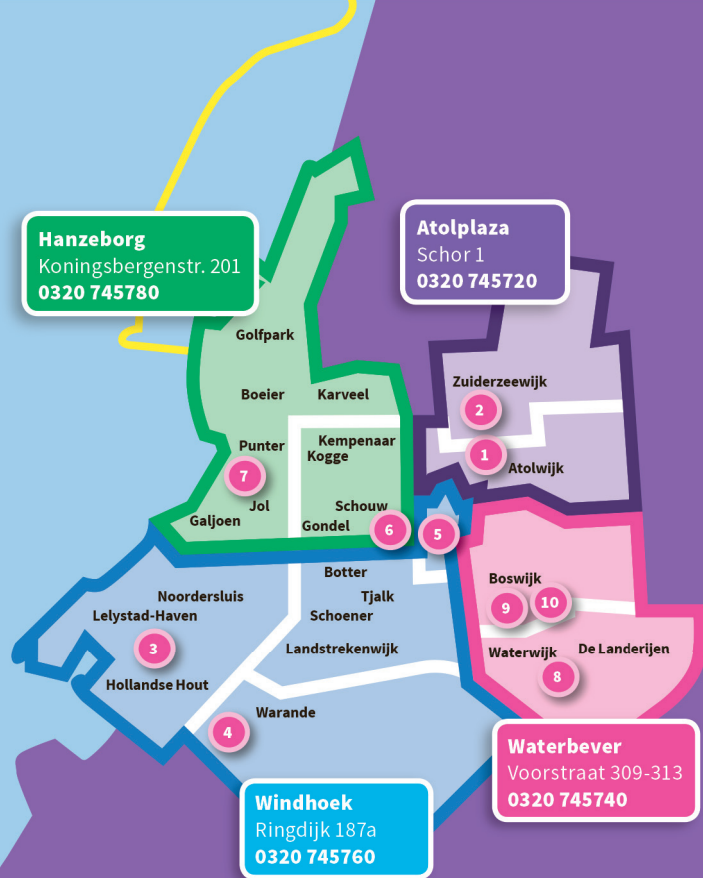 Hanzeborg
Koningsbergenstr. 201
0320 745780
Atolplaza
Schor 1
0320 745720
Golfpark
Boeier
Karveel
Punter
Kempenaar
Kogge
7
Jol
Galjoen
Schouw
Gondel
6
5
Zuiderzeewijk
2
1
Atolwijk
Botter
Noordersluis
Tjalk
Lelystad-Haven
Schoener
3
Landstrekenwijk
Hollandse Hout
Warande
4
Boswijk
9
10
Waterwijk
De Landerijen
8
Waterbever
Voorstraat 309-313
0320 745740
Windhoek
Ringdijk 187a
0320 745760